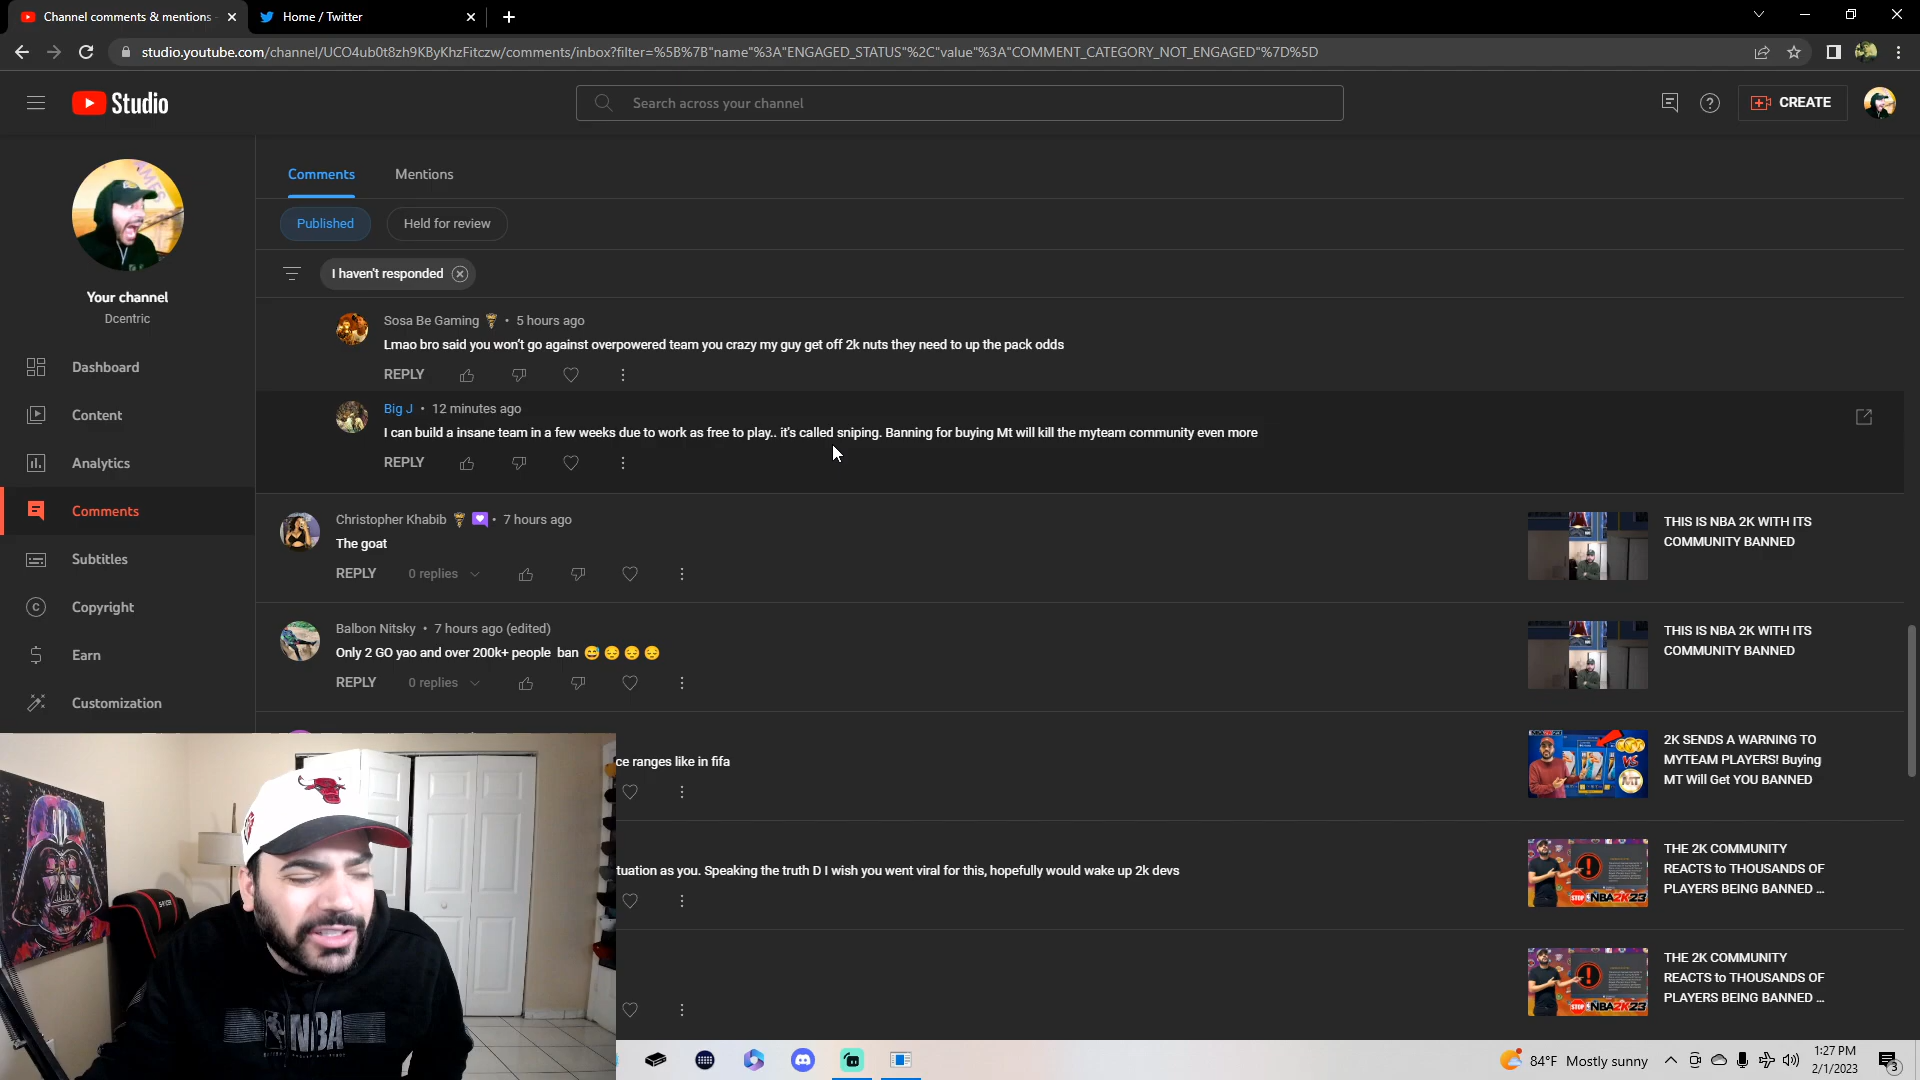 Channel comments & mentions
Home / Twitter
studio.youtube.com/channel/UCO4ub0t8zh9KByKhzFitczw/comments/inbox?filter=%5B%7B"name"%3A"ENGAGED_STATUS"%2C"value"%3A"COMMENT_CATEGORY_NOT_ENGAGED"%7D%5D
Studio
Search across your channel
CREATE
Your channel
Dcentric
Dashboard
Content
Analytics
Comments
Subtitles
Copyright
Earn
Customization
Comments
Mentions
Published
Held for review
I haven't responded
Sosa Be Gaming • 5 hours ago
Lmao bro said you won't go against overpowered team you crazy my guy get off 2k nuts they need to up the pack odds
REPLY
Big J • 12 minutes ago
I can build a insane team in a few weeks due to work as free to play.. it's called sniping. Banning for buying Mt will kill the myteam community even more
REPLY
Christopher Khabib • 7 hours ago
The goat
REPLY 0 replies
THIS IS NBA 2K WITH ITS
COMMUNITY BANNED
Balbon Nitsky • 7 hours ago (edited)
Only 2 GO yao and over 200k+ people ban 😅 😔 😔 😔
REPLY 0 replies
THIS IS NBA 2K WITH ITS
COMMUNITY BANNED
ce ranges like in fifa
2K SENDS A WARNING TO
MYTEAM PLAYERS! Buying
MT Will Get YOU BANNED
VS
MT
tuation as you. Speaking the truth D I wish you went viral for this, hopefully would wake up 2k devs
THE 2K COMMUNITY
REACTS to THOUSANDS OF
PLAYERS BEING BANNED ...
STOP NBA2K23
THE 2K COMMUNITY
REACTS to THOUSANDS OF
PLAYERS BEING BANNED ...
STOP NBA2K23
NBA
84°F Mostly sunny
1:27 PM
2/1/2023
3